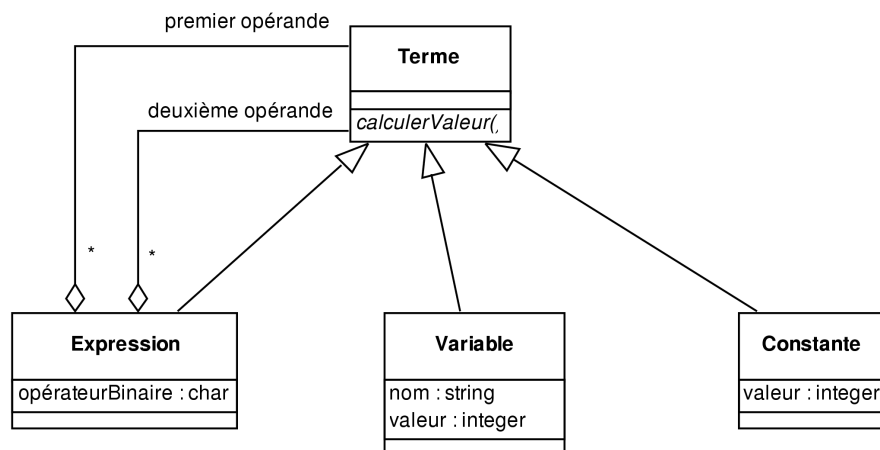 premier opérande
Terme
deuxième opérande
calculerValeur(
*
*
Expression
Variable
Constante
opérateurBinaire : char
nom : string
valeur : integer
valeur : integer